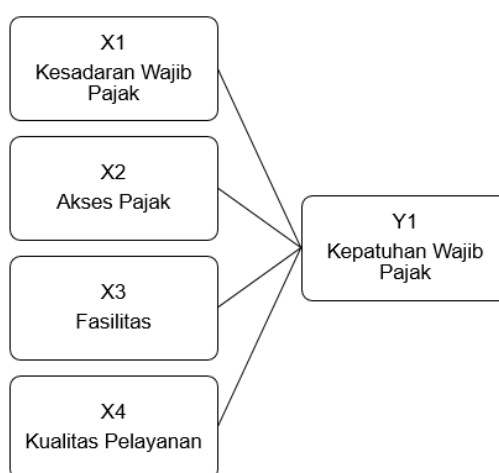 X1
Kesadaran Wajib
Pajak
X2
Akses Pajak
X3
Fasilitas
X4
Kualitas Pelayanan
Y1
Kepatuhan Wajib
Pajak